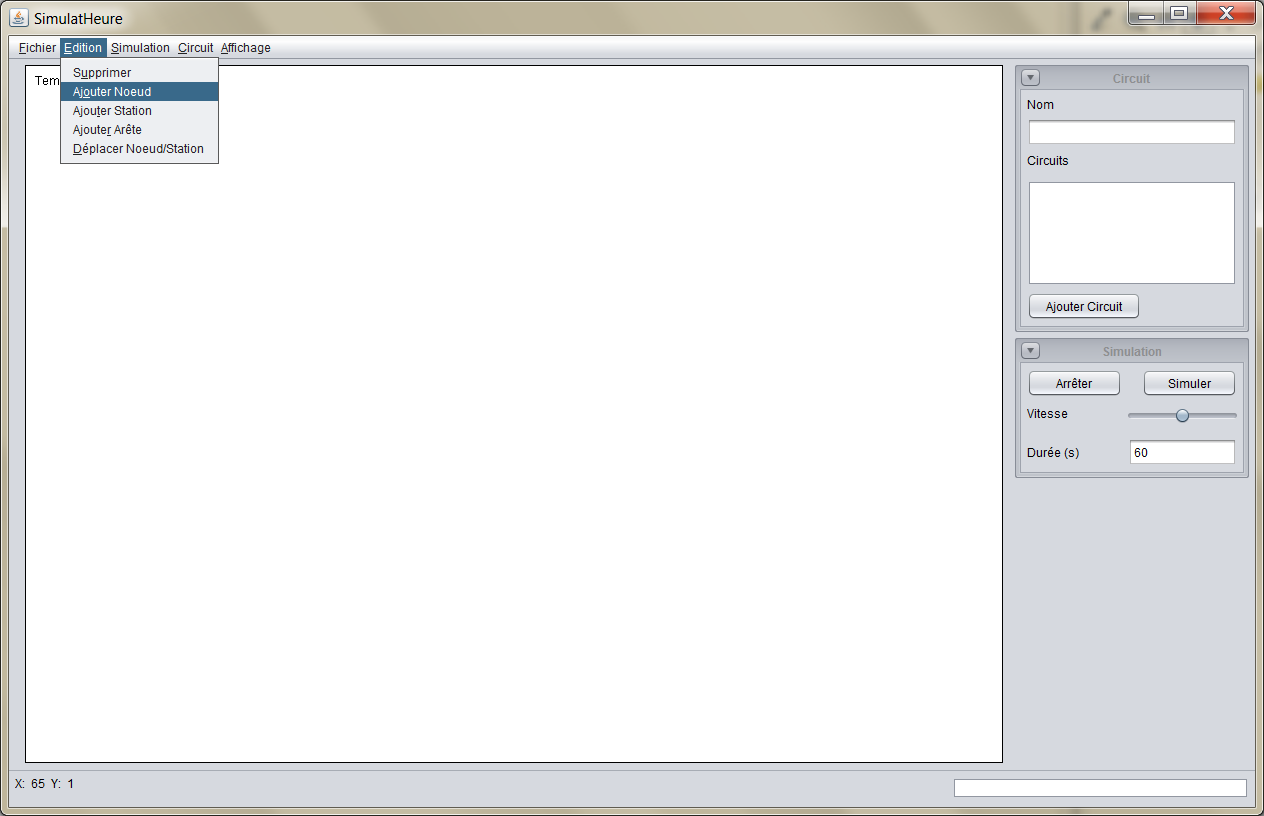 SimulatHeure
Fichier Edition Simulation Circuit Affichage
Supprimer
Ajouter Noeud
Ajouter Station
Ajouter Arête
Déplacer Noeud/Station
Circuit
Nom
Circuits
Ajouter Circuit
Simulation
Arrêter Simuler
Vitesse
Durée (s) 60
X: 65 Y: 1